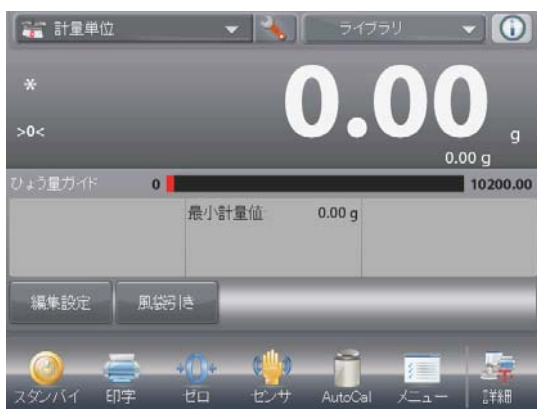 計量単位
ライブラリ
*
0.00 g
>0<
0.00 g
ひょう量ガイド 0 10200.00
最小計量値: 0.00 g
編集設定 風袋引き
スタンバイ 印字 ゼロ センサ AutoCal メニュー 詳細